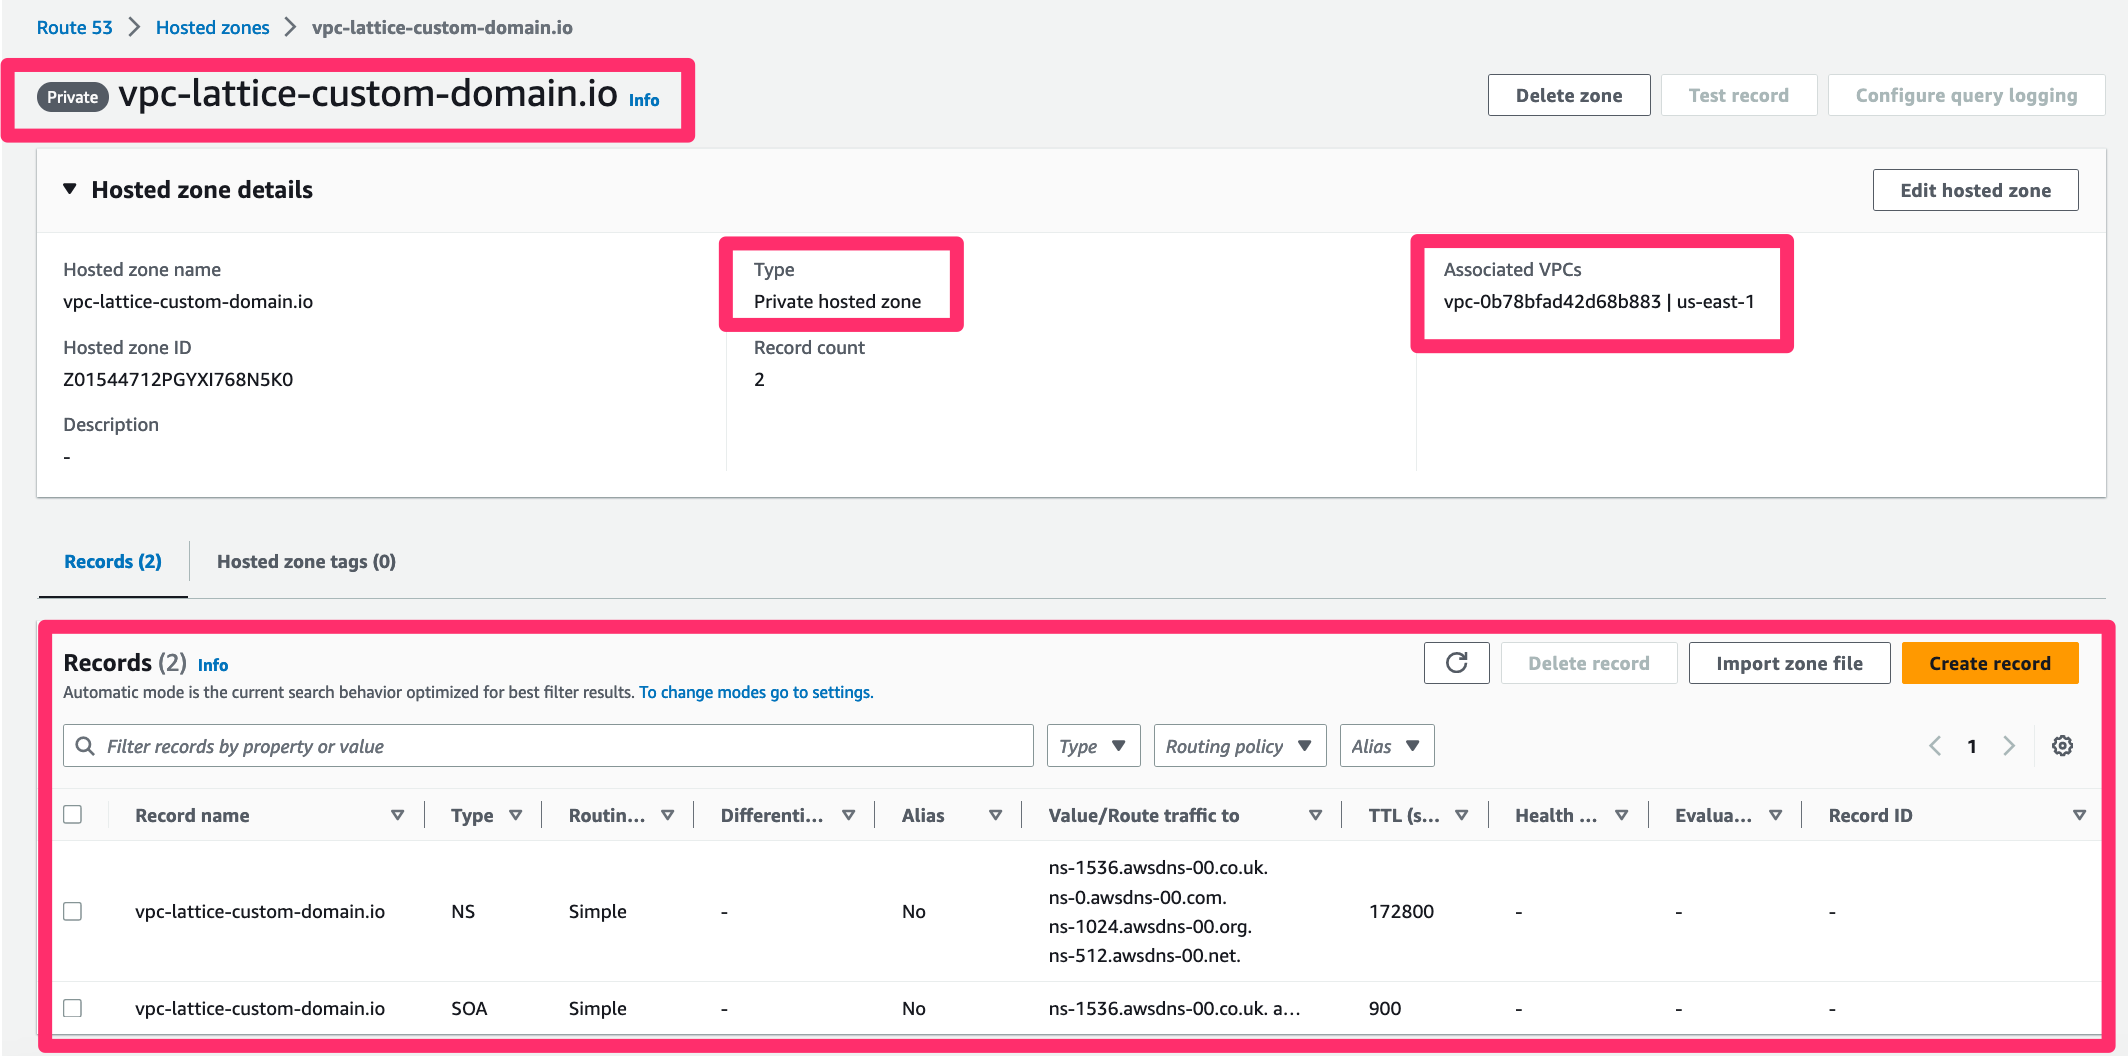 Route 53 > Hosted zones > vpc-lattice-custom-domain.io
Private vpc-lattice-custom-domain.io Info
Delete zone Test record Configure query logging
Hosted zone details
Edit hosted zone
Hosted zone name
vpc-lattice-custom-domain.io
Hosted zone ID
Z01544712PGYXI768N5K0
Description
-
Type
Private hosted zone
Record count
2
Associated VPCs
vpc-0b78bfad42d68b883 | us-east-1
Records (2) Hosted zone tags (0)
Records (2) Info
Delete record Import zone file Create record
Automatic mode is the current search behavior optimized for best filter results. To change modes go to settings.
Filter records by property or value Type Routing policy Alias 1
Record name Type Routin... Differenti... Alias Value/Route traffic to TTL (s... Health ... Evalua... Record ID
vpc-lattice-custom-domain.io NS Simple - No ns-1536.awsdns-00.co.uk.
ns-0.awsdns-00.com.
ns-1024.awsdns-00.org.
ns-512.awsdns-00.net. 172800 - - -
vpc-lattice-custom-domain.io SOA Simple - No ns-1536.awsdns-00.co.uk. a... 900 - - -